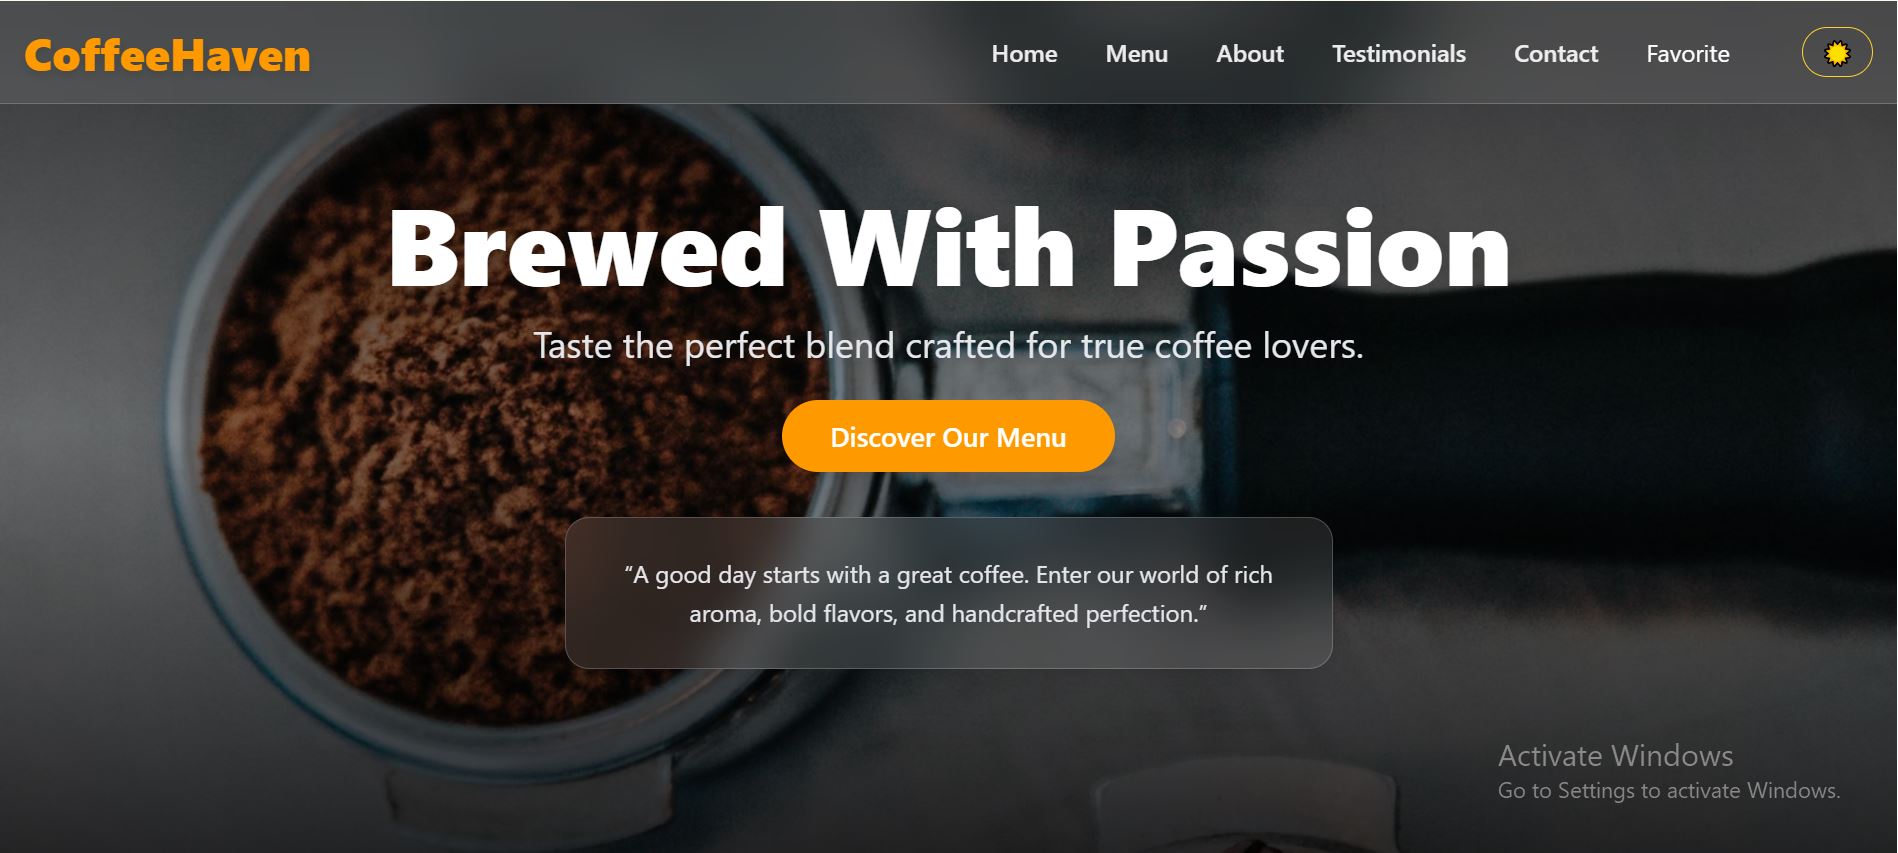 CoffeeHaven
Home
Menu
About
Testimonials
Contact
Favorite
Brewed With Passion
Taste the perfect blend crafted for true coffee lovers.
Discover Our Menu
“A good day starts with a great coffee. Enter our world of rich
aroma, bold flavors, and handcrafted perfection.”
Activate Windows
Go to Settings to activate Windows.